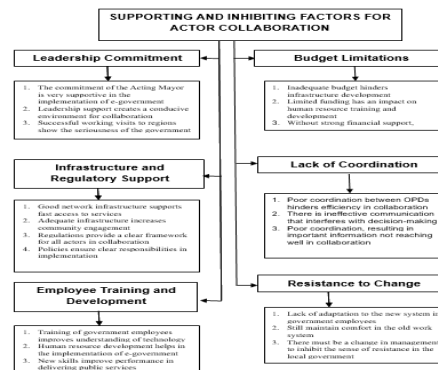 SUPPORTING AND INHIBITING FACTORS FOR
ACTOR COLLABORATION
Leadership Commitment
1. The commitment of the Acting Mayor
is very supportive in the
implementation of e-government
2. Leadership support creates a conducive
environment for collaboration
3. Successful working visits to regions
show the seriousness of the government
Infrastructure and
Regulatory Support
1. Good network infrastructure supports
fast access to services
2. Adequate infrastructure increases
community engagement
3. Regulations provide a clear framework
for all actors in collaboration
4. Policies ensure clear responsibilities in
implementation
Employee Training and
Development
1. Training of government employees
improves understanding of technology
2. Human resource development helps in
the implementation of e-government
3. New skills improve performance in
delivering public services
Budget Limitations
1. Inadequate budget hinders
infrastructure development
2. Limited funding has an impact on
human resource training and
development
3. Without strong financial support,
Lack of Coordination
1. Poor coordination between OPDs
hinders efficiency in collaboration
2. There is ineffective communication
that interferes with decision-making
3. Poor coordination, resulting in
important information not reaching
well in collaboration
Resistance to Change
1. Lack of adaptation to the new system in
government employees
2. Still maintain comfort in the old work
system
3. There must be a change in management
to inhibit the sense of resistance in the
local government